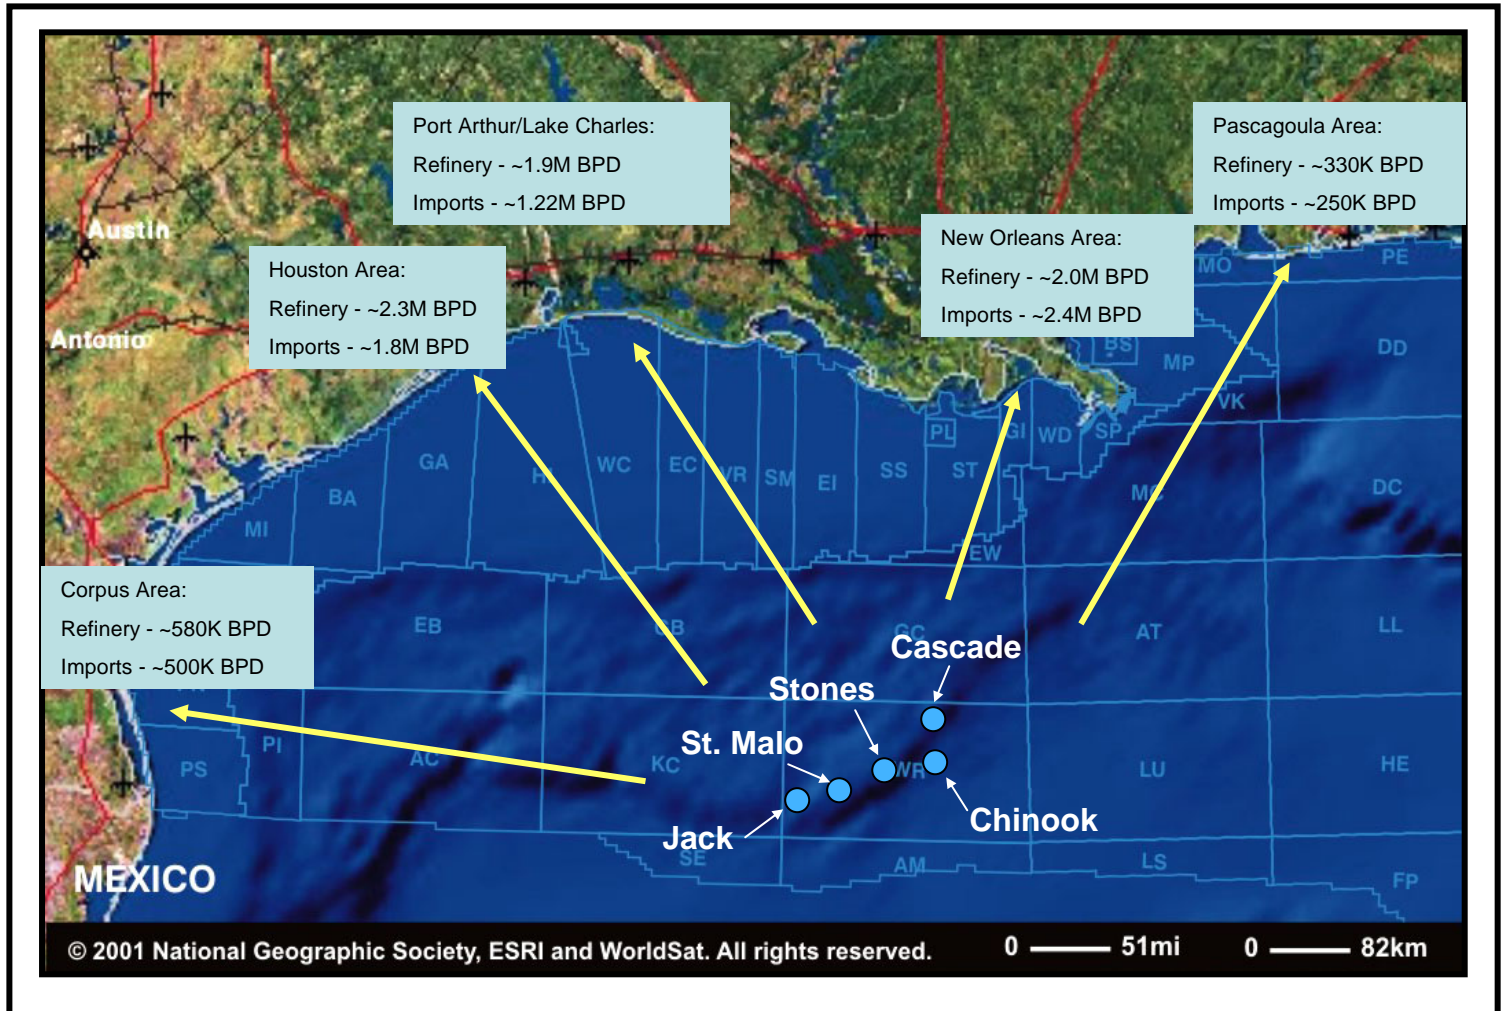 Port Arthur/Lake Charles:
Refinery - ~1.9M BPD
Imports - ~1.22M BPD
Pascagoula Area:
Refinery - ~330K BPD
Imports - ~250K BPD
Austin
New Orleans Area:
Refinery - ~2.0M BPD
Imports - ~2.4M BPD
Houston Area:
Refinery - ~2.3M BPD
Imports - ~1.8M BPD
Antonio
MO
PE
BS
MP
DD
VK
PL
GI
WD
SP
GA
WC
EC
VR
SM
EI
SS
ST
BA
MI
MC
DC
EW
Corpus Area:
Refinery - ~580K BPD
Imports - ~500K BPD
EB
GB
GC
AT
LL
Cascade
Stones
St. Malo
PS
PI
AC
KC
WR
LU
HE
Jack
Chinook
SE
AM
LS
FP
MEXICO
© 2001 National Geographic Society, ESRI and WorldSat. All rights reserved.
0 51mi
0 82km